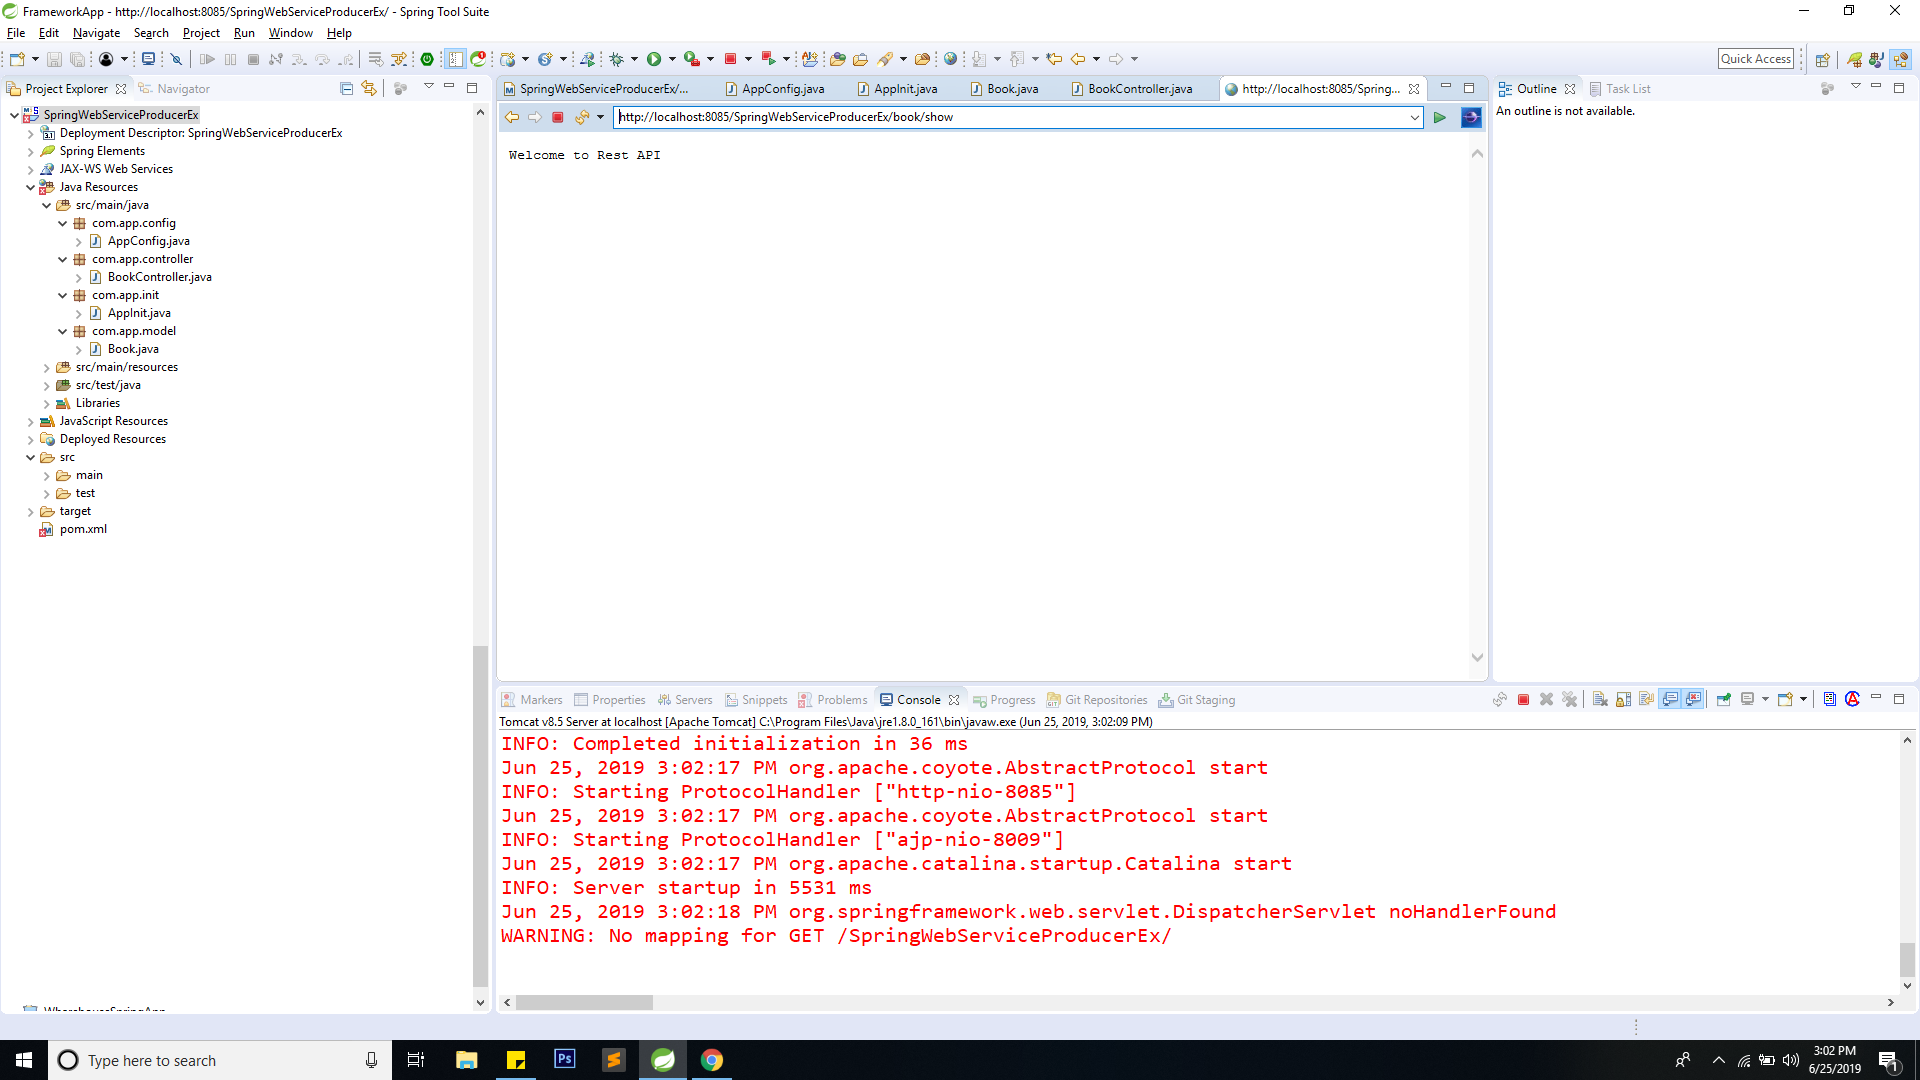 FrameworkApp - http://localhost:8085/SpringWebServiceProducerEx/ - Spring Tool Suite
File Edit Navigate Search Project Run Window Help
Quick Access
Project Explorer Navigator
SpringWebServiceProducerEx
Deployment Descriptor: SpringWebServiceProducerEx
Spring Elements
JAX-WS Web Services
Java Resources
src/main/java
com.app.config
AppConfig.java
com.app.controller
BookController.java
com.app.init
AppInit.java
com.app.model
Book.java
src/main/resources
src/test/java
Libraries
JavaScript Resources
Deployed Resources
src
main
test
target
pom.xml
SpringWebServiceProducerEx/... AppConfig.java AppInit.java Book.java BookController.java http://localhost:8085/Spring...
http://localhost:8085/SpringWebServiceProducerEx/book/show
Welcome to Rest API
Outline Task List
An outline is not available.
Markers Properties Servers Snippets Problems Console Progress Git Repositories Git Staging
Tomcat v8.5 Server at localhost [Apache Tomcat] C:\Program Files\Java\jre1.8.0_161\bin\javaw.exe (Jun 25, 2019, 3:02:09 PM)
INFO: Completed initialization in 36 ms
Jun 25, 2019 3:02:17 PM org.apache.coyote.AbstractProtocol start
INFO: Starting ProtocolHandler ["http-nio-8085"]
Jun 25, 2019 3:02:17 PM org.apache.coyote.AbstractProtocol start
INFO: Starting ProtocolHandler ["ajp-nio-8009"]
Jun 25, 2019 3:02:17 PM org.apache.catalina.startup.Catalina start
INFO: Server startup in 5531 ms
Jun 25, 2019 3:02:18 PM org.springframework.web.servlet.DispatcherServlet noHandlerFound
WARNING: No mapping for GET /SpringWebServiceProducerEx/
Type here to search
Ps
3:02 PM
6/25/2019
1